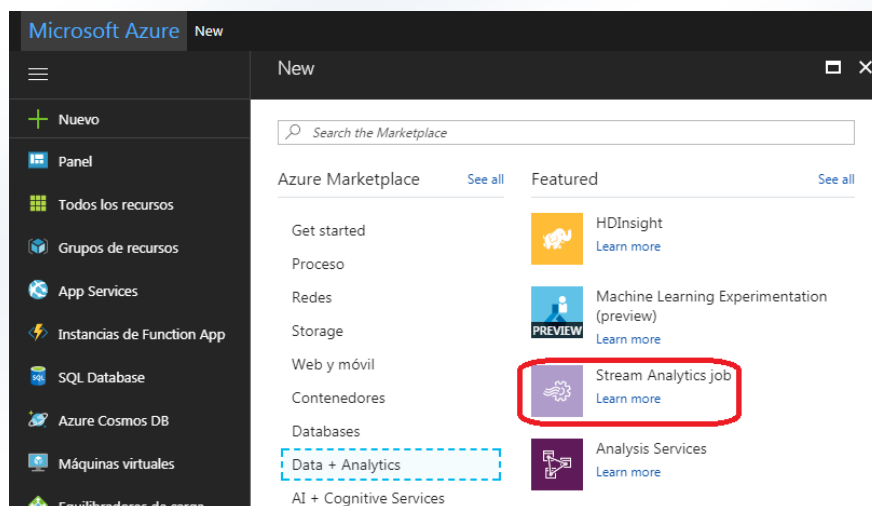 Microsoft Azure New
New
Nuevo
Panel
Todos los recursos
Grupos de recursos
App Services
Instancias de Function App
SQL Database
Azure Cosmos DB
Máquinas virtuales
Search the Marketplace
Azure Marketplace See all
Get started
Proceso
Redes
Storage
Web y móvil
Contenedores
Databases
Data + Analytics
AI + Cognitive Services
Featured See all
HDInsight
Learn more
Machine Learning Experimentation
(preview)
PREVIEW
Learn more
Stream Analytics job
Learn more
Analysis Services
Learn more